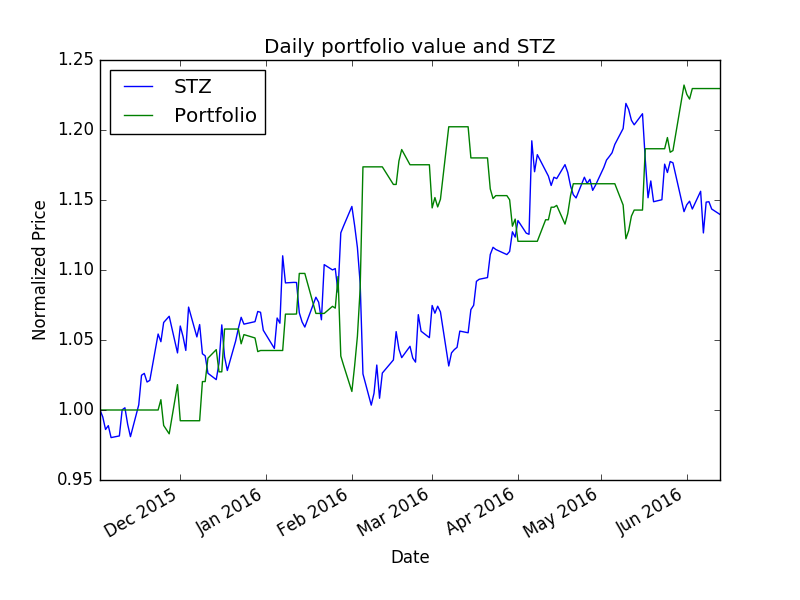 Daily portfolio value and STZ
1.25
1.20
1.15
1.10
1.05
1.00
0.95
STZ
Portfolio
Normalized Price
Dec 2015
Jan 2016
Feb 2016
Mar 2016
Apr 2016
May 2016
Jun 2016
Date